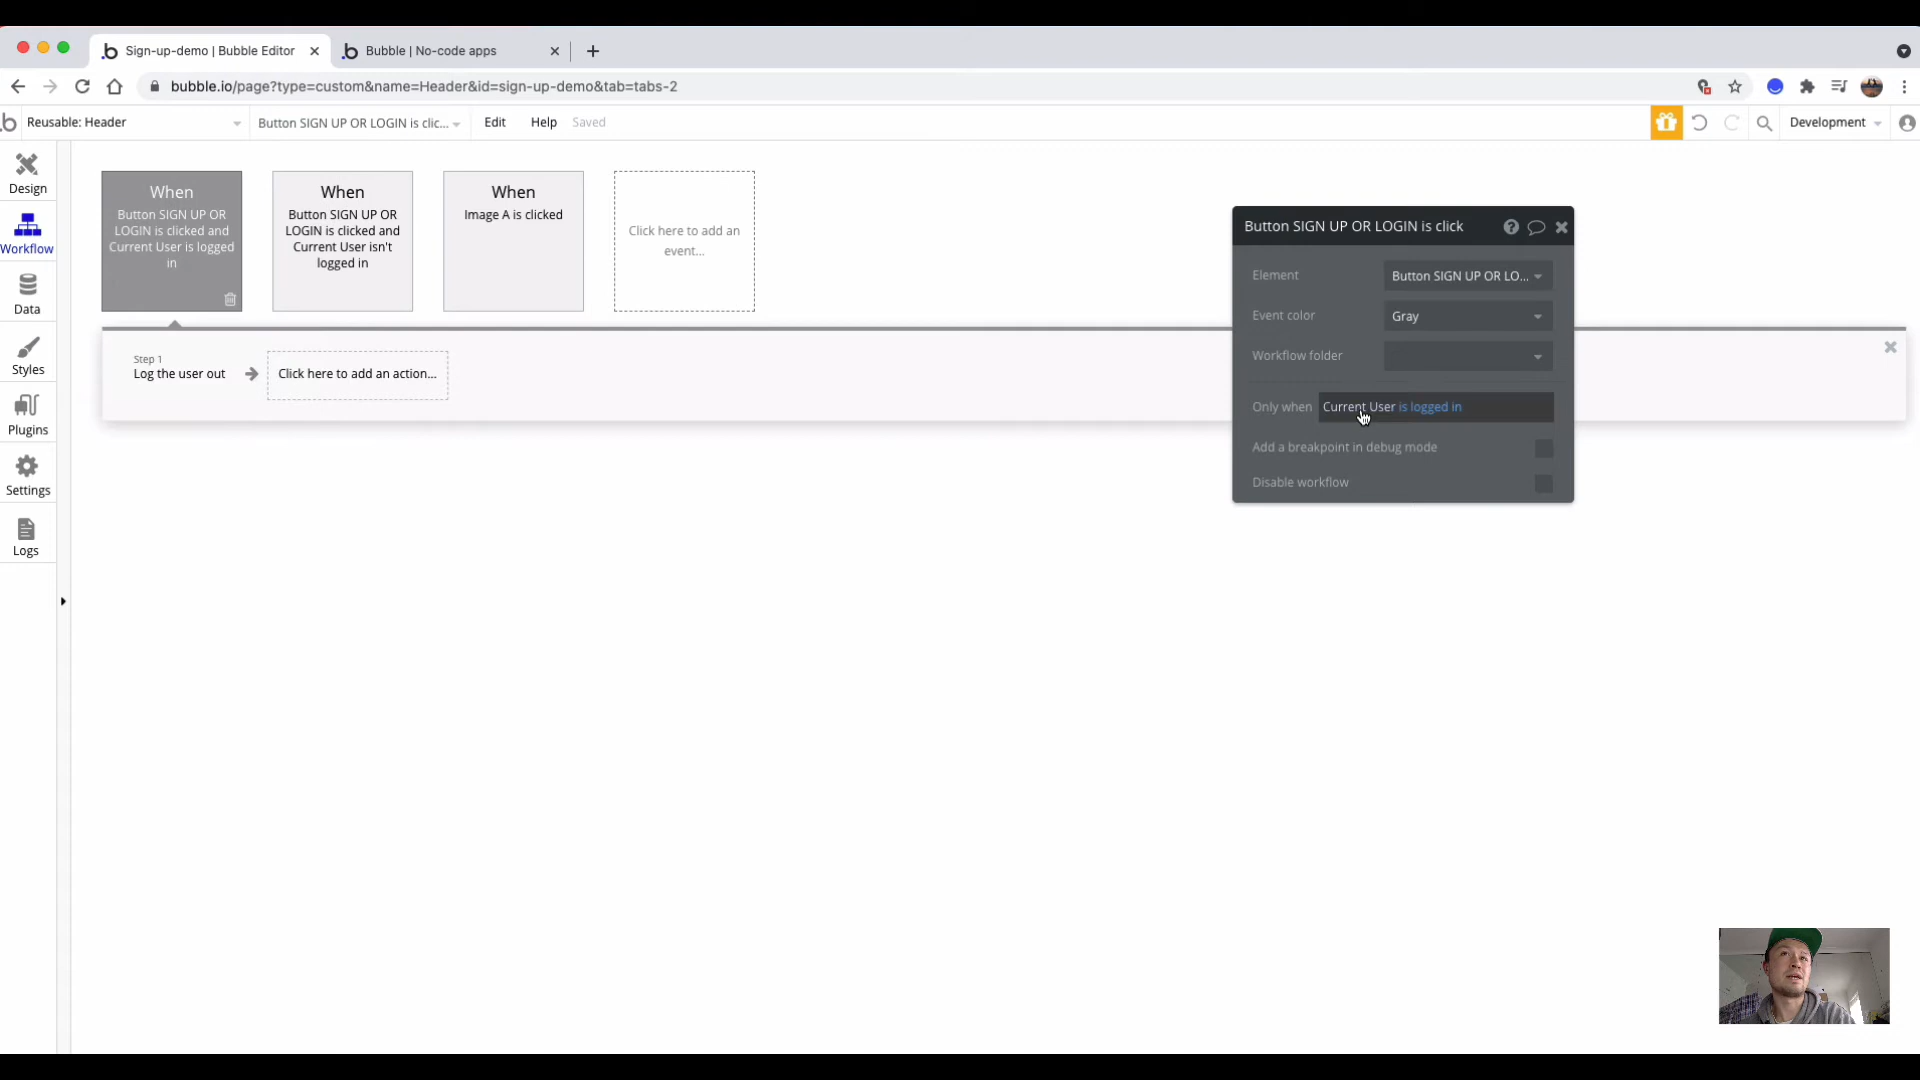 Sign-up-demo | Bubble Editor
Bubble | No-code apps
bubble.io/page?type=custom&name=Header&id=sign-up-demo&tab=tabs-2
Reusable: Header
Button SIGN UP OR LOGIN is clic...
Edit
Help
Saved
Development
Design
Workflow
Data
Styles
Plugins
Settings
Logs
When
Button SIGN UP OR
LOGIN is clicked and
Current User is logged
in
When
Button SIGN UP OR
LOGIN is clicked and
Current User isn't
logged in
When
Image A is clicked
Click here to add an
event...
Step 1
Log the user out
Click here to add an action...
Button SIGN UP OR LOGIN is click
Element
Button SIGN UP OR LO...
Event color
Gray
Workflow folder
Only when
Current User is logged in
Add a breakpoint in debug mode
Disable workflow